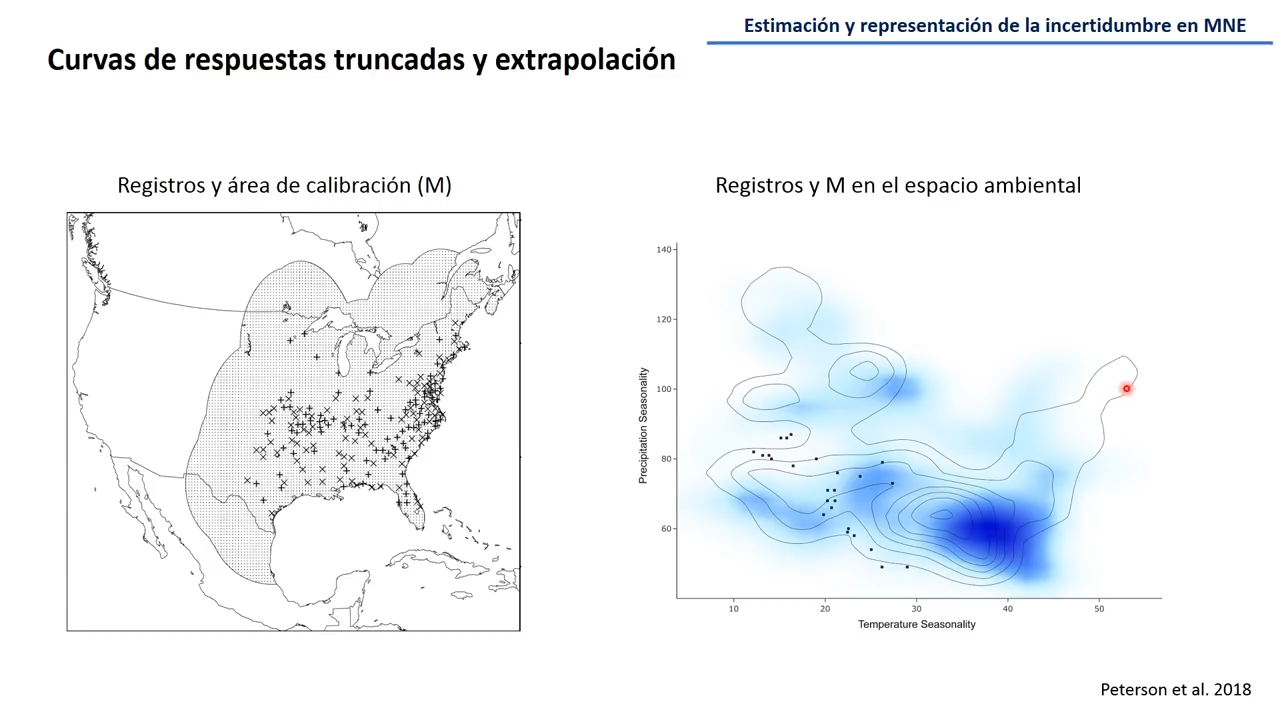 Estimación y representación de la incertidumbre en MNE
Curvas de respuestas truncadas y extrapolación
Registros y área de calibración (M)
Registros y M en el espacio ambiental
140
120
100
80
60
Precipitation Seasonality
10 20 30 40 50
Temperature Seasonality
Peterson et al. 2018